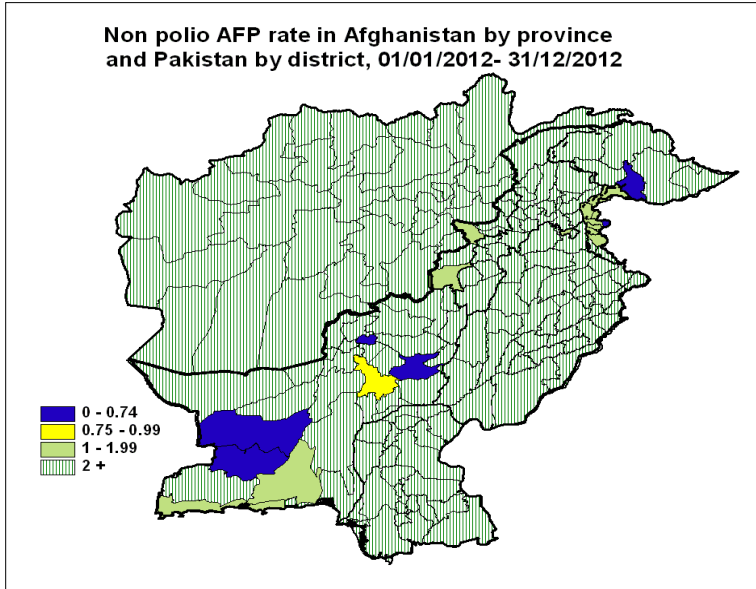 Non polio AFP rate in Afghanistan by province
and Pakistan by district, 01/01/2012- 31/12/2012
0 - 0.74
0.75 - 0.99
1 - 1.99
2 +